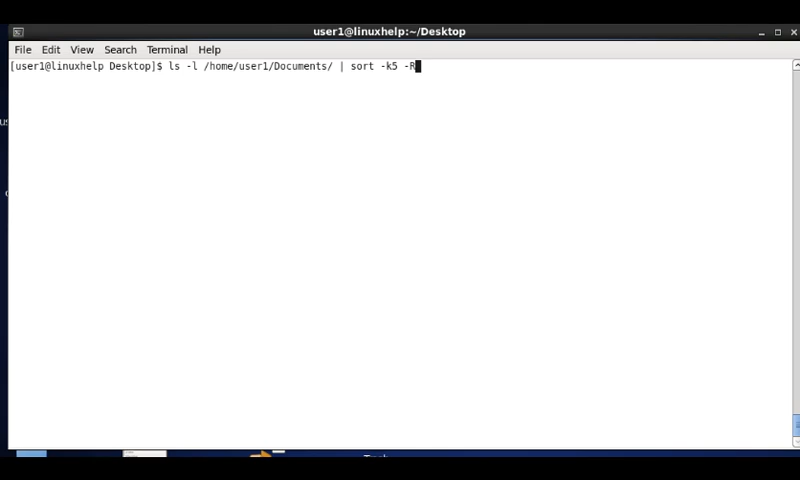 user1@linuxhelp:~/Desktop
File Edit View Search Terminal Help
[user1@linuxhelp Desktop]$ ls -l /home/user1/Documents/ | sort -k5 -R